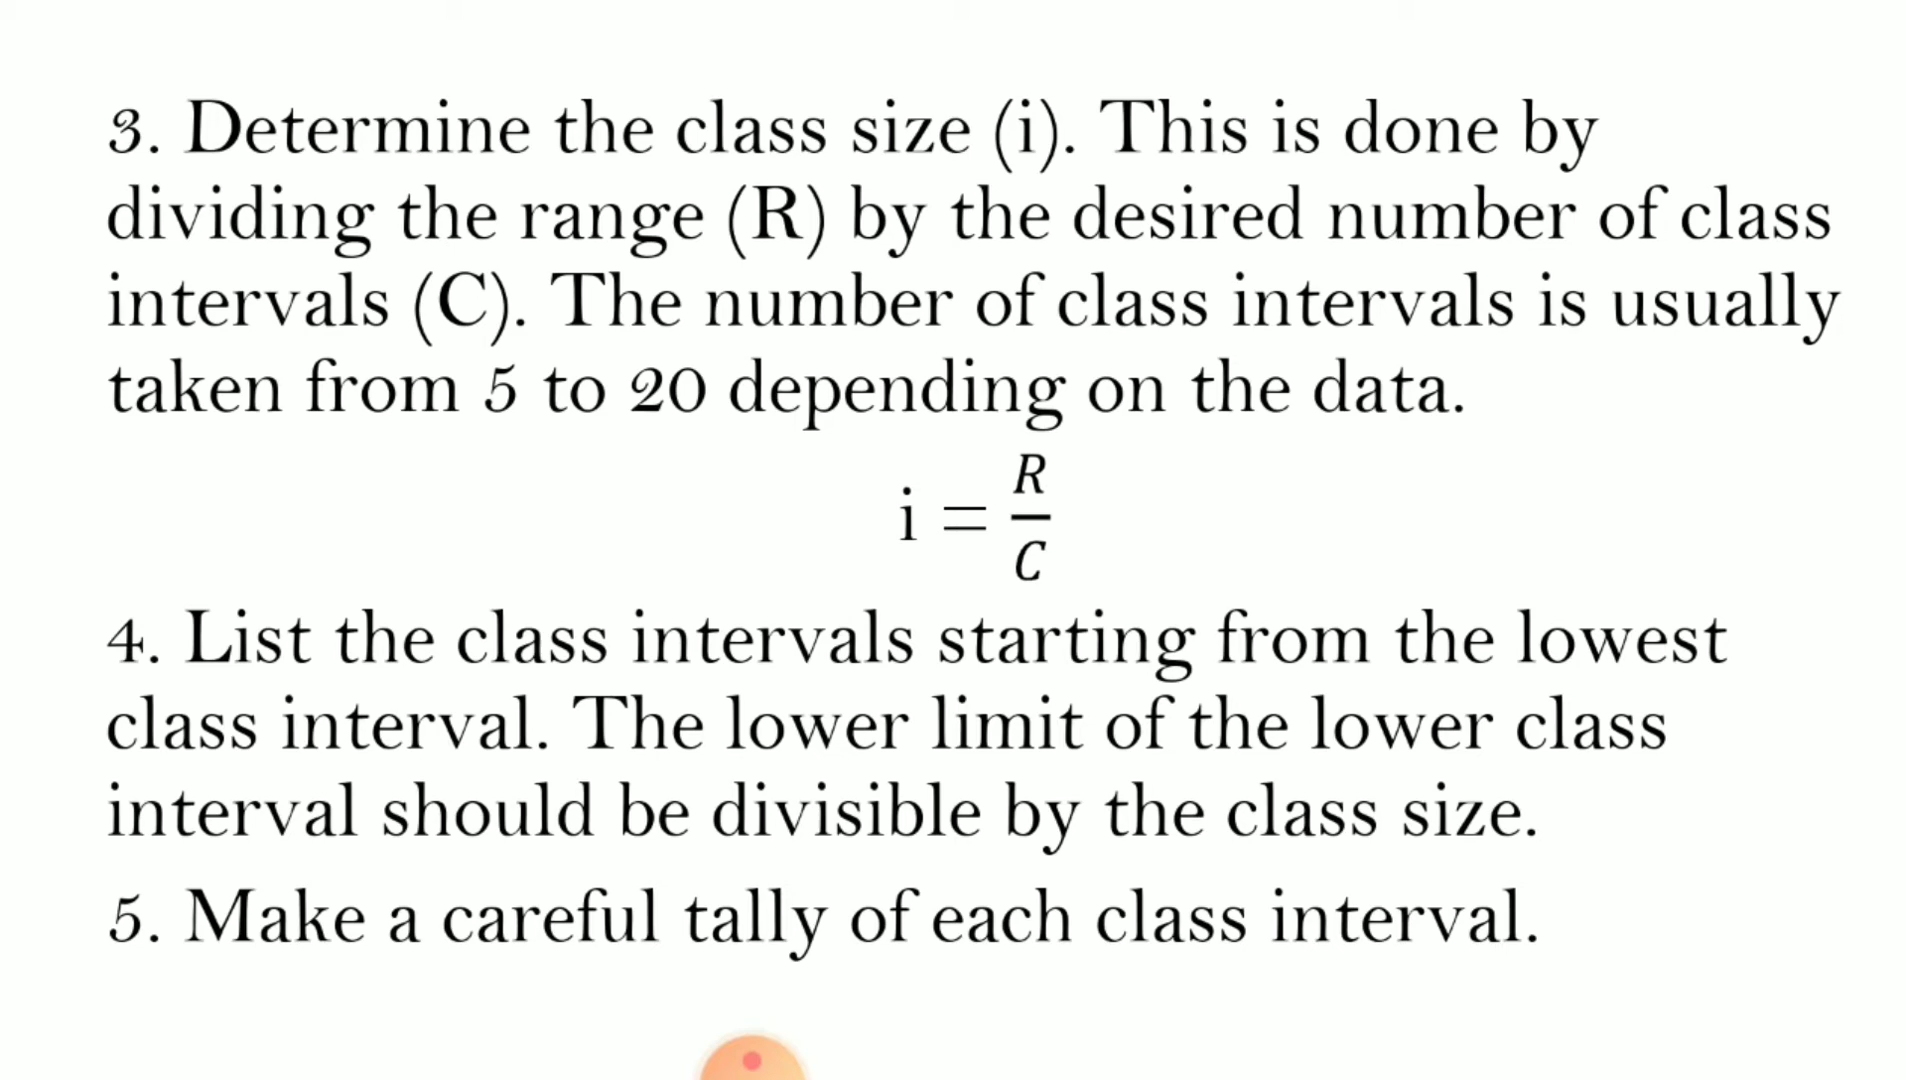 3. Determine the class size (i). This is done by
dividing the range (R) by the desired number of class
intervals (C). The number of class intervals is usually
taken from 5 to 20 depending on the data.
i = R/C
4. List the class intervals starting from the lowest
class interval. The lower limit of the lower class
interval should be divisible by the class size.
5. Make a careful tally of each class interval.